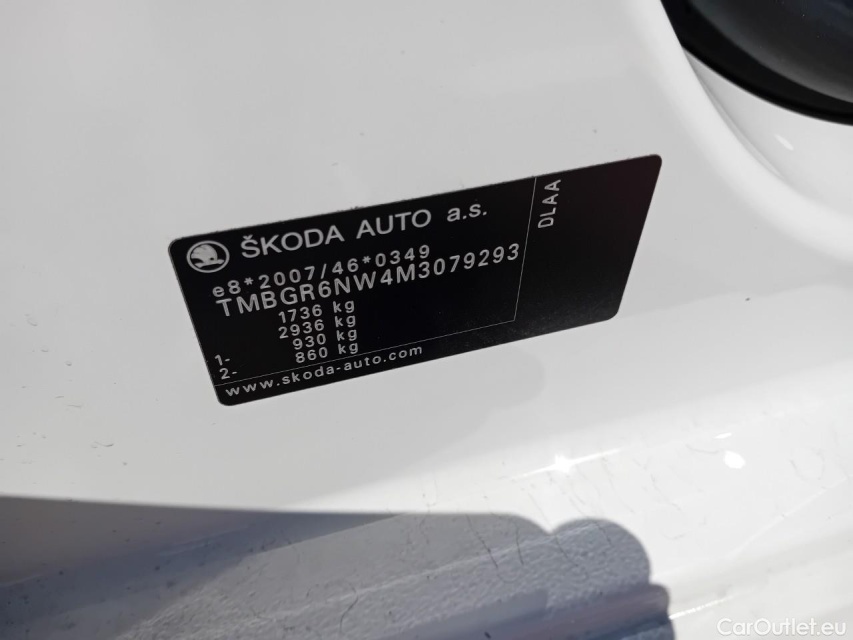 ŠKODA AUTO a.s.
e8*2007/46*0349
TMBGR6NW4M3079293
1736 kg
2936 kg
1- 930 kg
2- 860 kg
www.skoda-auto.com
DLAA
CarOutlet.eu